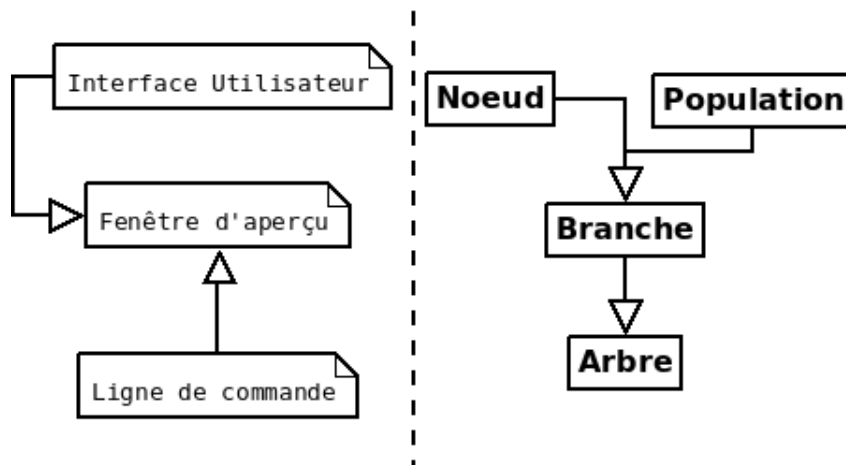 Interface Utilisateur
Fenêtre d'aperçu
Ligne de commande
Noeud
Population
Branche
Arbre